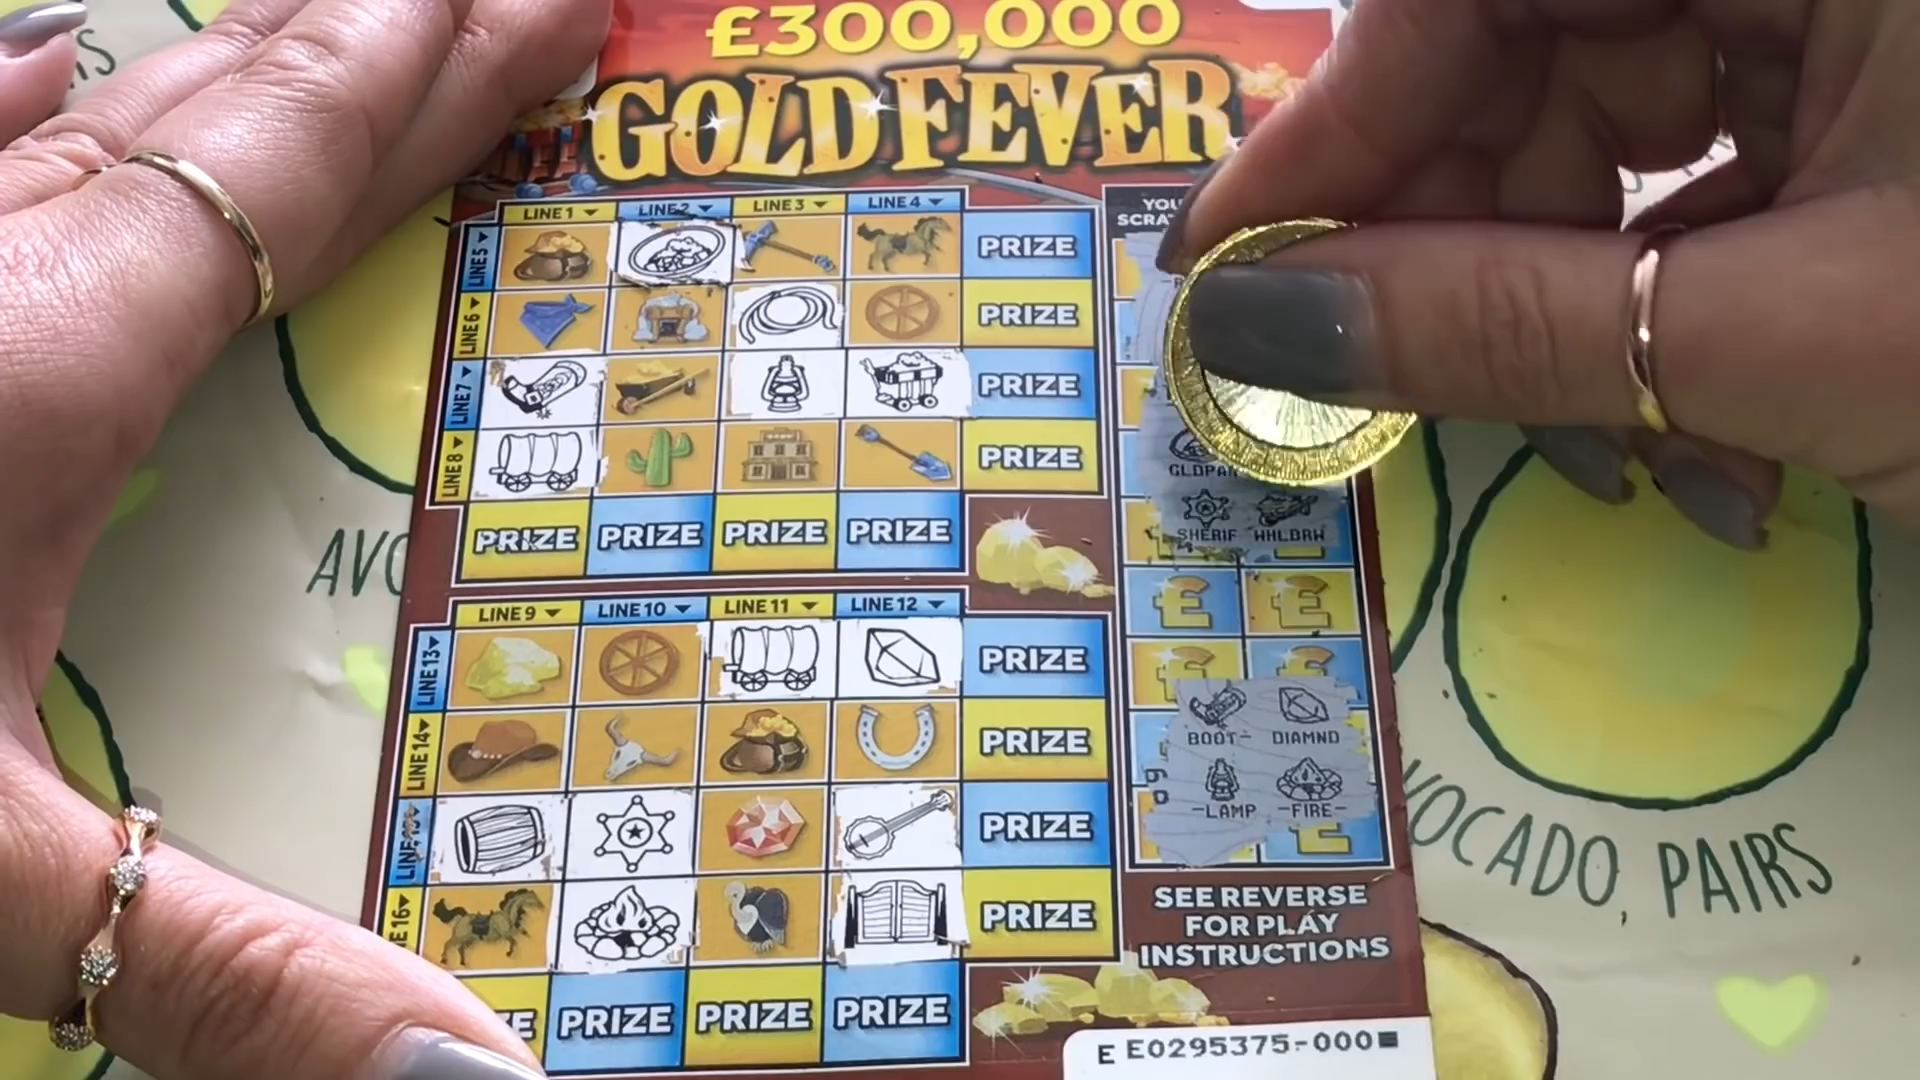 £300,000
GOLD FEVER
LINE 1 LINE 2 LINE 3 LINE 4
LINE 5 PRIZE
LINE 6 PRIZE
LINE 7 PRIZE
LINE 8 PRIZE
PRIZE PRIZE PRIZE PRIZE
LINE 9 LINE 10 LINE 11 LINE 12
LINE 13 PRIZE
LINE 14 PRIZE
PRIZE
PRIZE
PRIZE PRIZE PRIZE
SHERIF WHLBRW
£ £
£ £
BOOT DIAMND
-LAMP -FIRE-
£
SEE REVERSE
FOR PLAY
INSTRUCTIONS
E E0295375-000
PAIRS